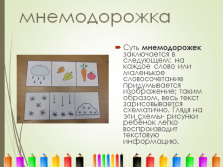 мнемодорожка
Суть мнемодорожек
заключается в
следующем: на
каждое слово или
маленькое
словосочетание
придумывается
изображение; таким
образом, весь текст
зарисовывается
схематично. Глядя на
эти схемы- рисунки
ребёнок легко
воспроизводит
текстовую
информацию.